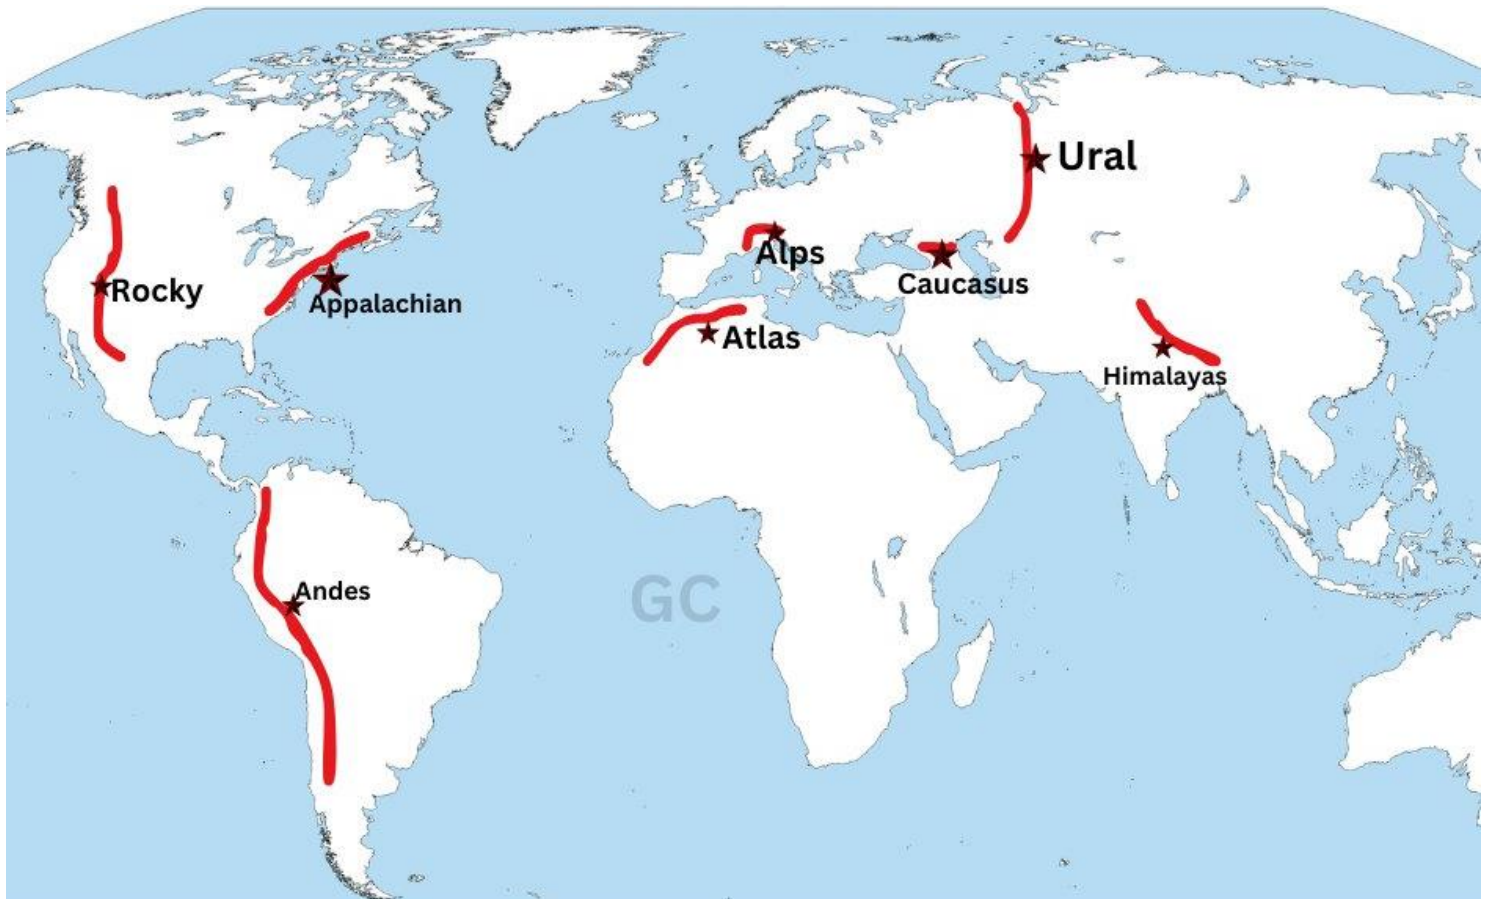 Ural
Alps
Caucasus
Rocky
Appalachian
Atlas
Himalayas
Andes
GC